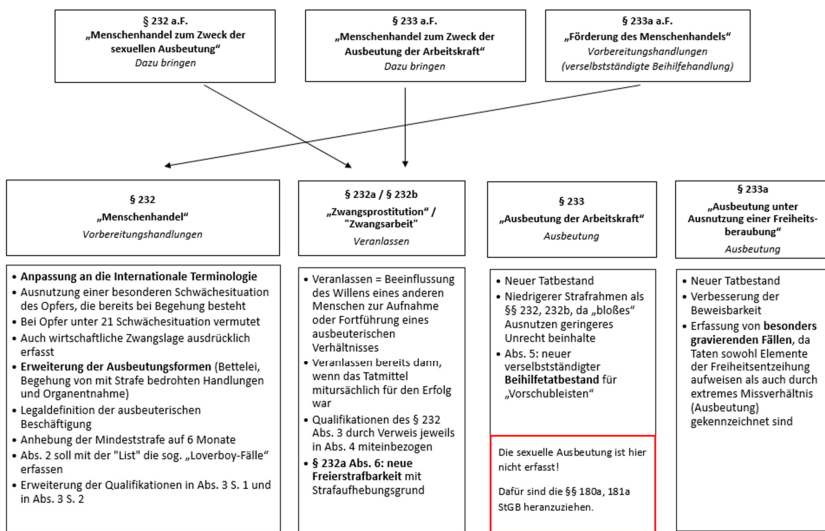 § 232 a.F.
„Menschenhandel zum Zweck der
sexuellen Ausbeutung“
Dazu bringen
§ 233 a.F.
„Menschenhandel zum Zweck der
Ausbeutung der Arbeitskraft“
Dazu bringen
§ 233a a.F.
„Förderung des Menschenhandels“
Vorbereitungshandlungen
(verselbstständigte Beihilfehandlung)
§ 232
„Menschenhandel“
Vorbereitungshandlungen
• Anpassung an die Internationale Terminologie
• Ausnutzung einer besonderen Schwächesituation
des Opfers, die bereits bei Begehung besteht
• Bei Opfer unter 21 Schwächesituation vermutet
• Auch wirtschaftliche Zwangslage ausdrücklich
erfasst
• Erweiterung der Ausbeutungsformen (Bettelei,
Begehung von mit Strafe bedrohten Handlungen
und Organentnahme)
• Legaldefinition der ausbeuterischen
Beschäftigung
• Anhebung der Mindeststrafe auf 6 Monate
• Abs. 2 soll mit der "List" die sog. „Loverboy-Fälle“
erfassen
• Erweiterung der Qualifikationen in Abs. 3 S. 1 und
in Abs. 3 S. 2
§ 232a / § 232b
„Zwangsprostitution“ /
"Zwangsarbeit"
Veranlassen
• Veranlassen = Beeinflussung
des Willens eines anderen
Menschen zur Aufnahme
oder Fortführung eines
ausbeuterischen
Verhältnisses
• Veranlassen bereits dann,
wenn das Tatmittel
mitursächlich für den Erfolg
war
• Qualifikationen des § 232
Abs. 3 durch Verweis jeweils
in Abs. 4 miteinbezogen
• § 232a Abs. 6: neue
Freierstrafbarkeit mit
Strafaufhebungsgrund
§ 233
„Ausbeutung der Arbeitskraft“
Ausbeutung
• Neuer Tatbestand
• Niedrigerer Strafrahmen als
§§ 232, 232b, da „bloßes“
Ausnutzen geringeres
Unrecht beinhalte
• Abs. 5: neuer
verselbstständigter
Beihilfetatbestand für
„Vorschubleisten“
Die sexuelle Ausbeutung ist hier
nicht erfasst!
Dafür sind die §§ 180a, 181a
StGB heranzuziehen.
§ 233a
„Ausbeutung unter
Ausnutzung einer Freiheits-
beraubung“
Ausbeutung
• Neuer Tatbestand
• Verbesserung der
Beweisbarkeit
• Erfassung von besonders
gravierenden Fällen, da
Taten sowohl Elemente
der Freiheitsentzeihung
aufweisen als auch durch
extremes Missverhältnis
(Ausbeutung)
gekennzeichnet sind